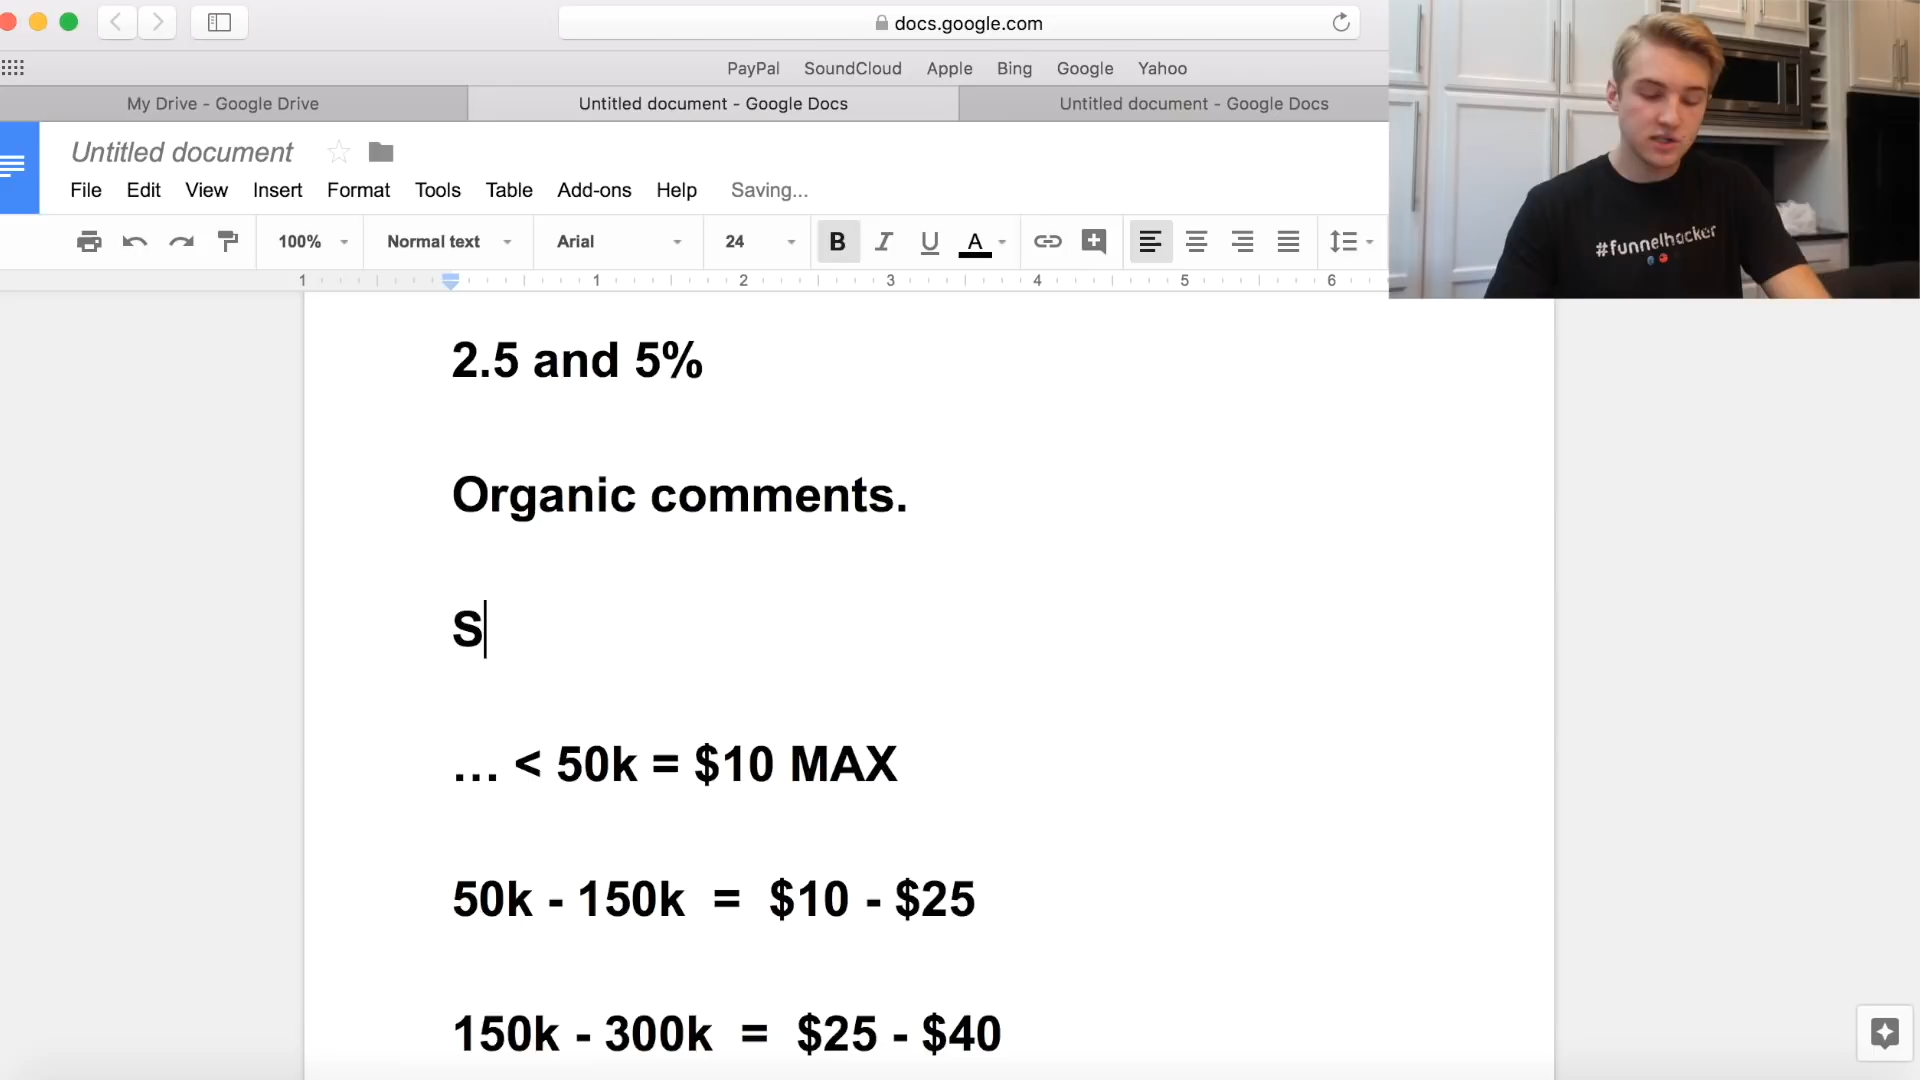 docs.google.com
PayPal SoundCloud Apple Bing Google Yahoo
My Drive - Google Drive
Untitled document - Google Docs
Untitled document - Google Docs
Untitled document
File Edit View Insert Format Tools Table Add-ons Help Saving...
100% Normal text Arial 24 B I U A
1 1 2 3 4 5 6
#funnelhacker
2.5 and 5%
Organic comments.
S
… < 50k = $10 MAX
50k - 150k = $10 - $25
150k - 300k = $25 - $40